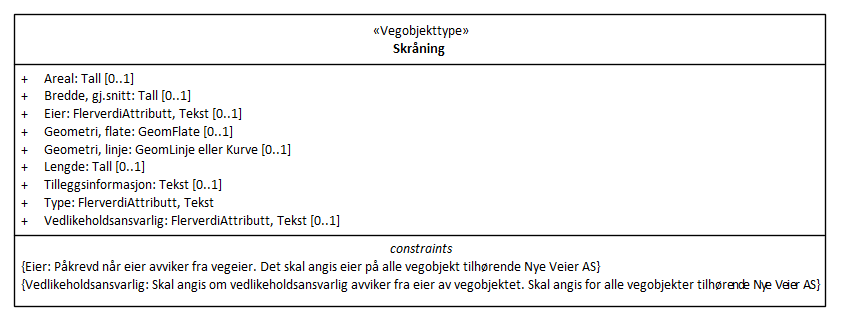 «Vegobjekttype»
Skråning
+ Areal: Tall [0..1]
+ Bredde, gj.snitt: Tall [0..1]
+ Eier: FlerverdiAttributt, Tekst [0..1]
+ Geometri, flate: GeomFlate [0..1]
+ Geometri, linje: GeomLinje eller Kurve [0..1]
+ Lengde: Tall [0..1]
+ Tilleggsinformasjon: Tekst [0..1]
+ Type: FlerverdiAttributt, Tekst
+ Vedlikeholdsansvarlig: FlerverdiAttributt, Tekst [0..1]
constraints
{Eier: Påkrevd når eier avviker fra vegeier. Det skal angis eier på alle vegobjekt tilhørende Nye Veier AS}
{Vedlikeholdsansvarlig: Skal angis om vedlikeholdsansvarlig avviker fra eier av vegobjektet. Skal angis for alle vegobjekter tilhørende Nye Veier AS}